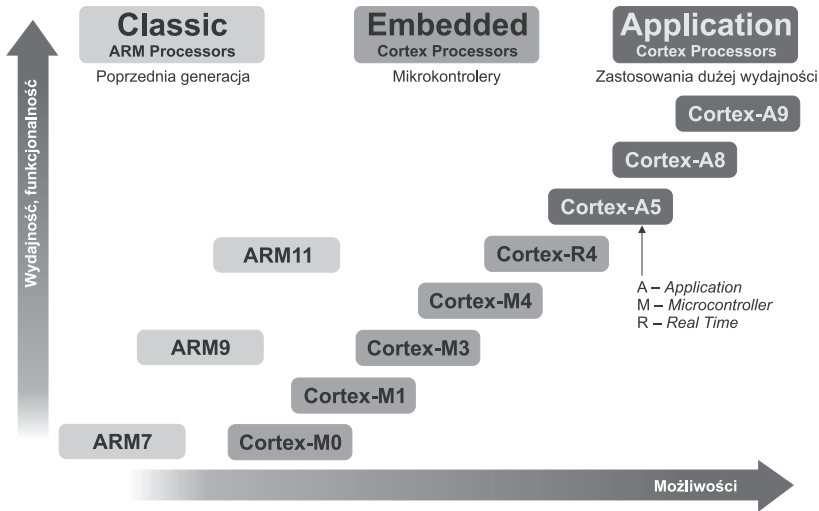 Classic
ARM Processors
Poprzednia generacja
Embedded
Cortex Processors
Mikrokontrolery
Application
Cortex Processors
Zastosowania dużej wydajności
Wydajność, funkcjonalność
Cortex-A9
Cortex-A8
Cortex-A5
ARM11
Cortex-R4
A – Application
M – Microcontroller
R – Real Time
Cortex-M4
ARM9
Cortex-M3
Cortex-M1
ARM7
Cortex-M0
Możliwości